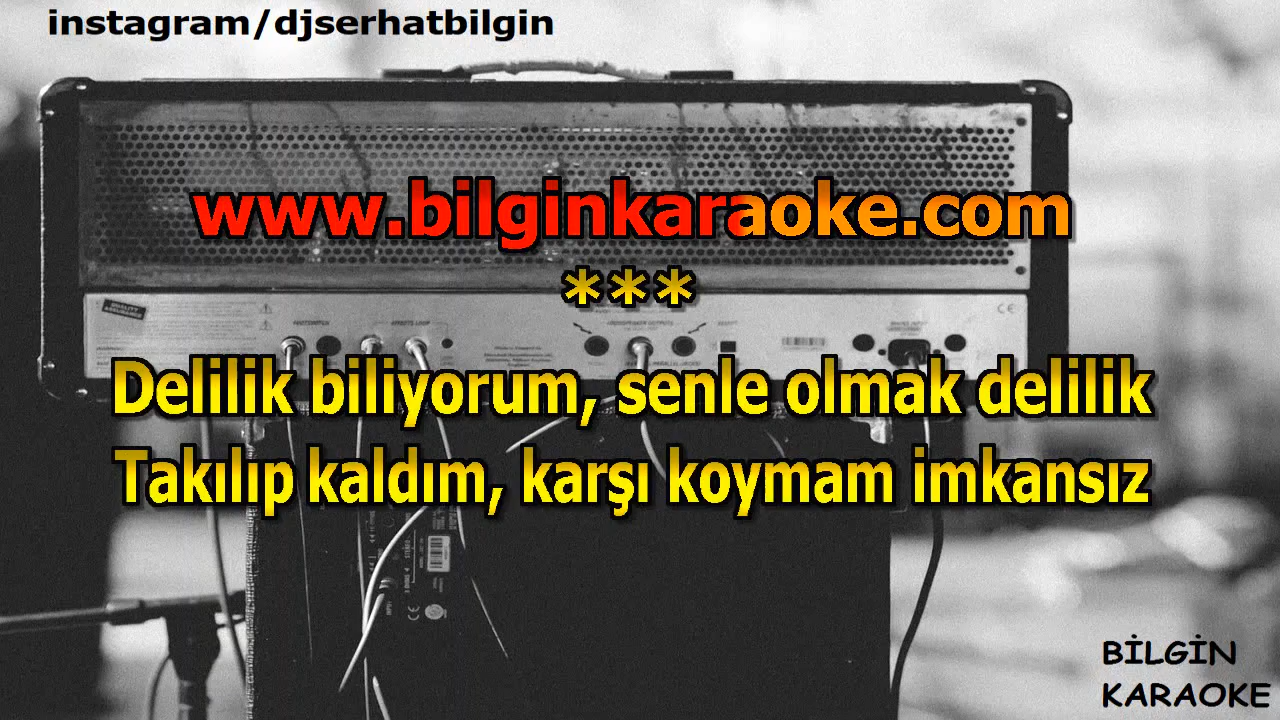 instagram/djserhatbilgin
www.bilginkaraoke.com
***
Delilik biliyorum, senle olmak delilik
Takılıp kaldım, karşı koymam imkansız
BİLGİN
KARAOKE